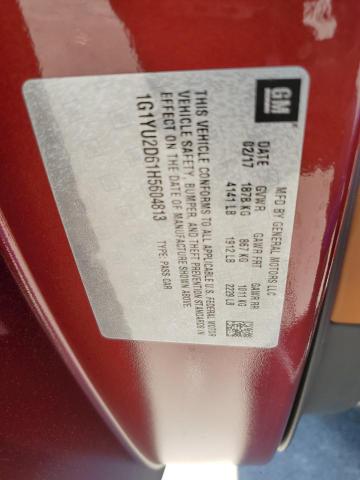 GM
MFD BY GENERAL MOTORS LLC
DATE GVWR GAWR FRT GAWR RR
02/17 1878 KG 867 KG 1011 KG
4141 LB 1912 LB 2229 LB
THIS VEHICLE CONFORMS TO ALL APPLICABLE U.S. FEDERAL MOTOR
VEHICLE SAFETY, BUMPER, AND THEFT PREVENTION STANDARDS IN
EFFECT ON THE DATE OF MANUFACTURE SHOWN ABOVE.
1G1YU2D61H5604813 TYPE: PASS CAR